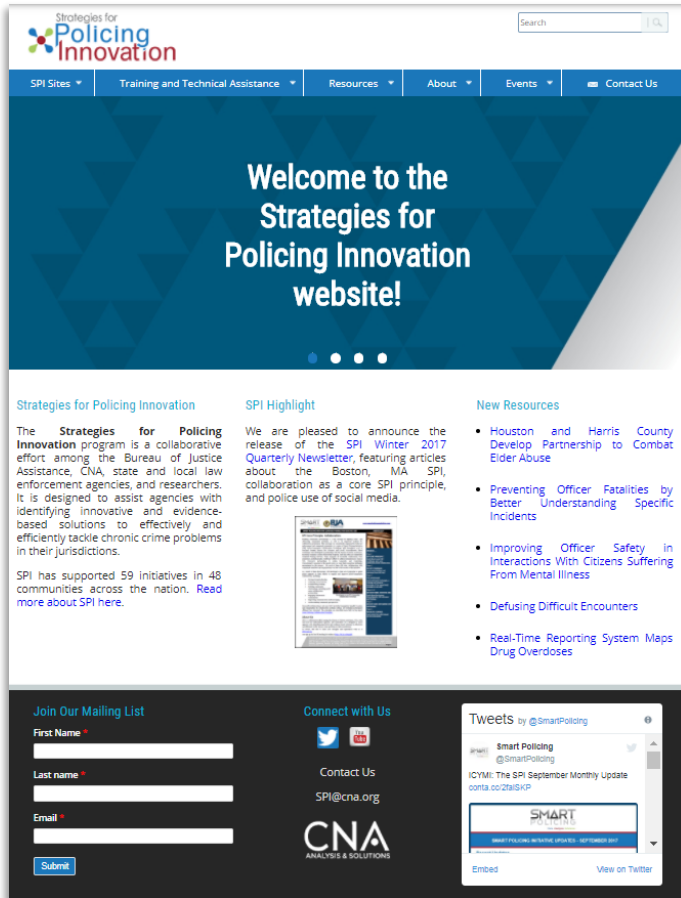 Strategies for
Policing
Innovation
Search
SPI Sites
Training and Technical Assistance
Resources
About
Events
Contact Us
Welcome to the
Strategies for
Policing Innovation
website!
Strategies for Policing Innovation
The Strategies for Policing
Innovation program is a collaborative
effort among the Bureau of Justice
Assistance, CNA, state and local law
enforcement agencies, and researchers.
It is designed to assist agencies with
identifying innovative and evidence-
based solutions to effectively and
efficiently tackle chronic crime problems
in their jurisdictions.
SPI has supported 59 initiatives in 48
communities across the nation. Read
more about SPI here.
SPI Highlight
We are pleased to announce the
release of the SPI Winter 2017
Quarterly Newsletter, featuring articles
about the Boston, MA SPI,
collaboration as a core SPI principle,
and police use of social media.
SMART
BJA
New Resources
Houston and Harris County
Develop Partnership to Combat
Elder Abuse
Preventing Officer Fatalities by
Better Understanding Specific
Incidents
Improving Officer Safety in
Interactions With Citizens Suffering
From Mental Illness
Defusing Difficult Encounters
Real-Time Reporting System Maps
Drug Overdoses
Join Our Mailing List
First Name *
Last name *
Email *
Submit
Connect with Us
You
Tube
Contact Us
SPI@cna.org
CNA
ANALYSIS & SOLUTIONS
Tweets by @SmartPolicing
Smart Policing
@SmartPolicing
ICYMI: The SPI September Monthly Update
conta.cc/2falSKP
SMART
POLICING
SMART POLICING INITIATIVE UPDATES - SEPTEMBER 2017
Embed
View on Twitter